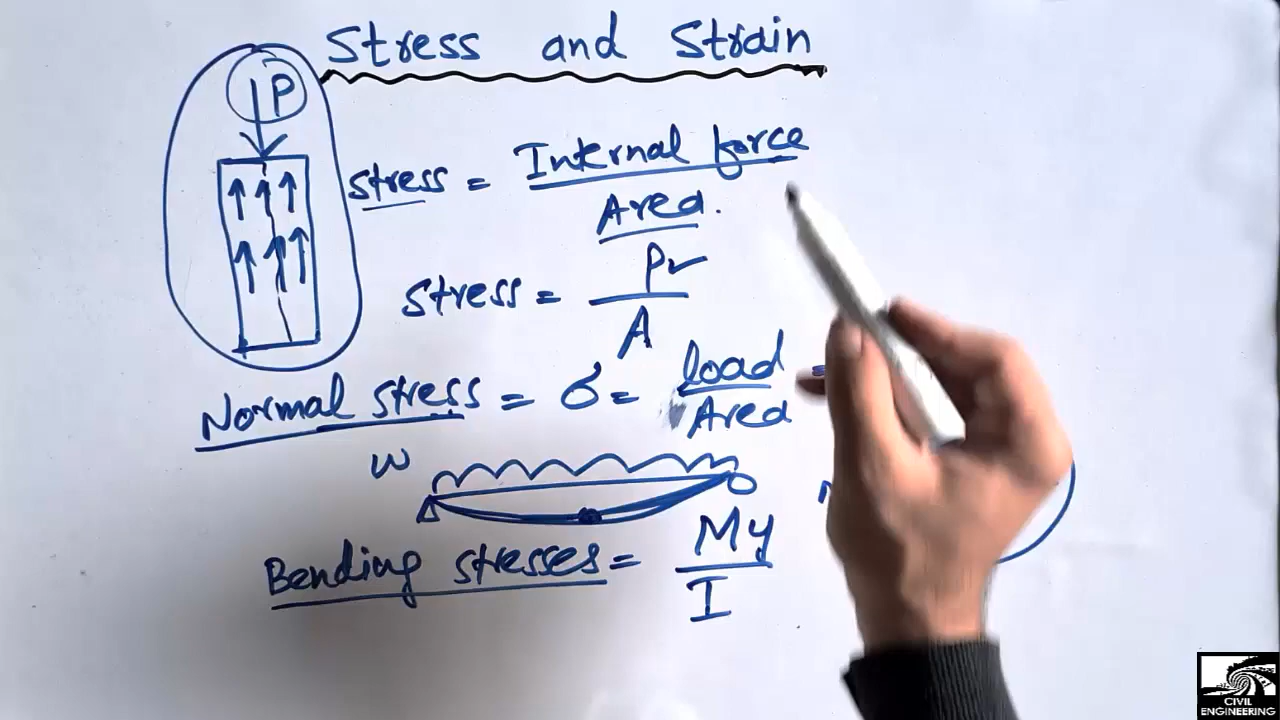 Stress and Strain
P
stress = Internal force
Area.
stress = P
A
Normal stress = σ = load
Area
w
Bending stresses = My
I
CIVIL
ENGINEERING